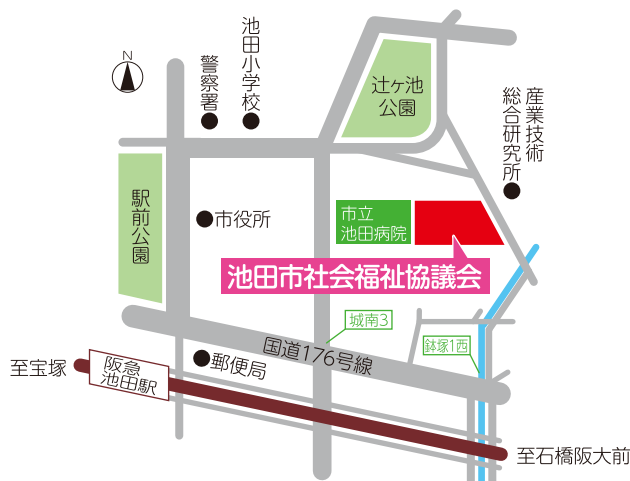 N
警察署
池田小学校
辻ヶ池
公園
産業技術
総合研究所
駅前公園
市役所
市立
池田病院
池田市社会福祉協議会
城南3
国道176号線
鉢塚1西
郵便局
阪急
池田駅
至宝塚
至石橋阪大前